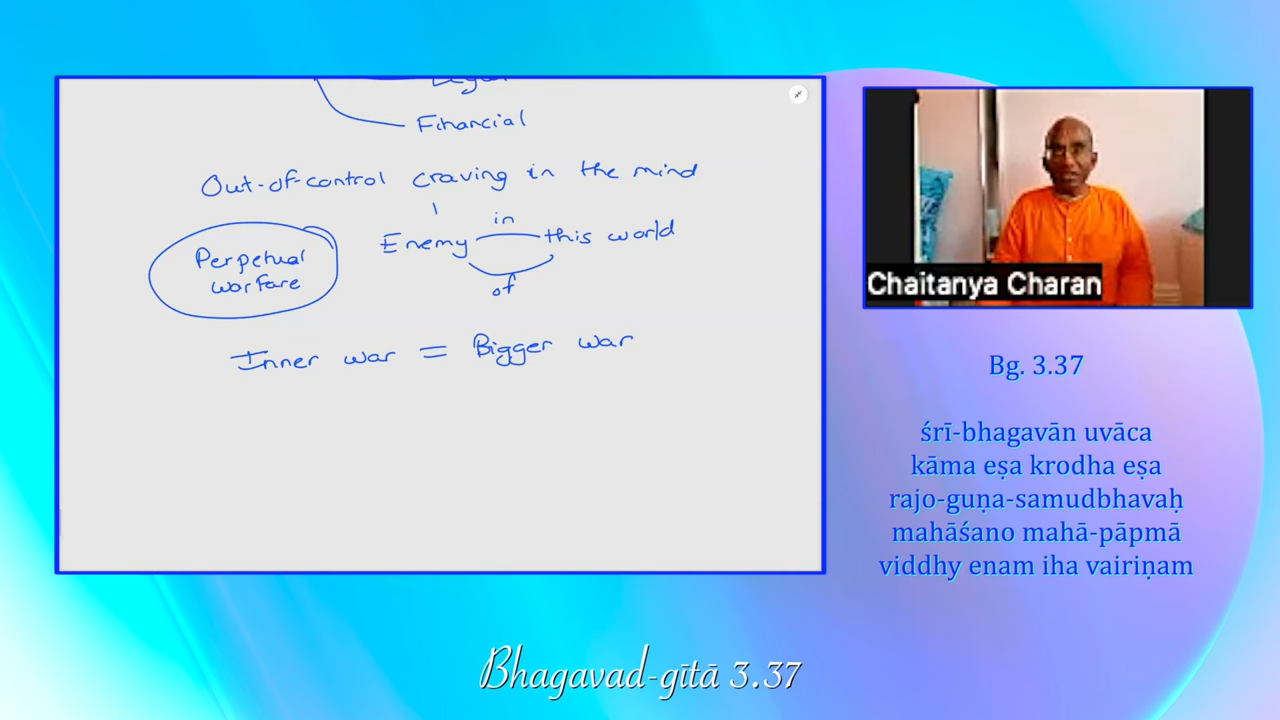 Financial
Out-of-control craving in the mind
in
Enemy this world
of
Perpetual
warfare
Inner war = Bigger war
Chaitanya Charan
Bg. 3.37
śrī-bhagavān uvāca
kāma eṣa krodha eṣa
rajo-guṇa-samudbhavaḥ
mahāśano mahā-pāpmā
viddhy enam iha vairiṇam
Bhagavad-gītā 3.37